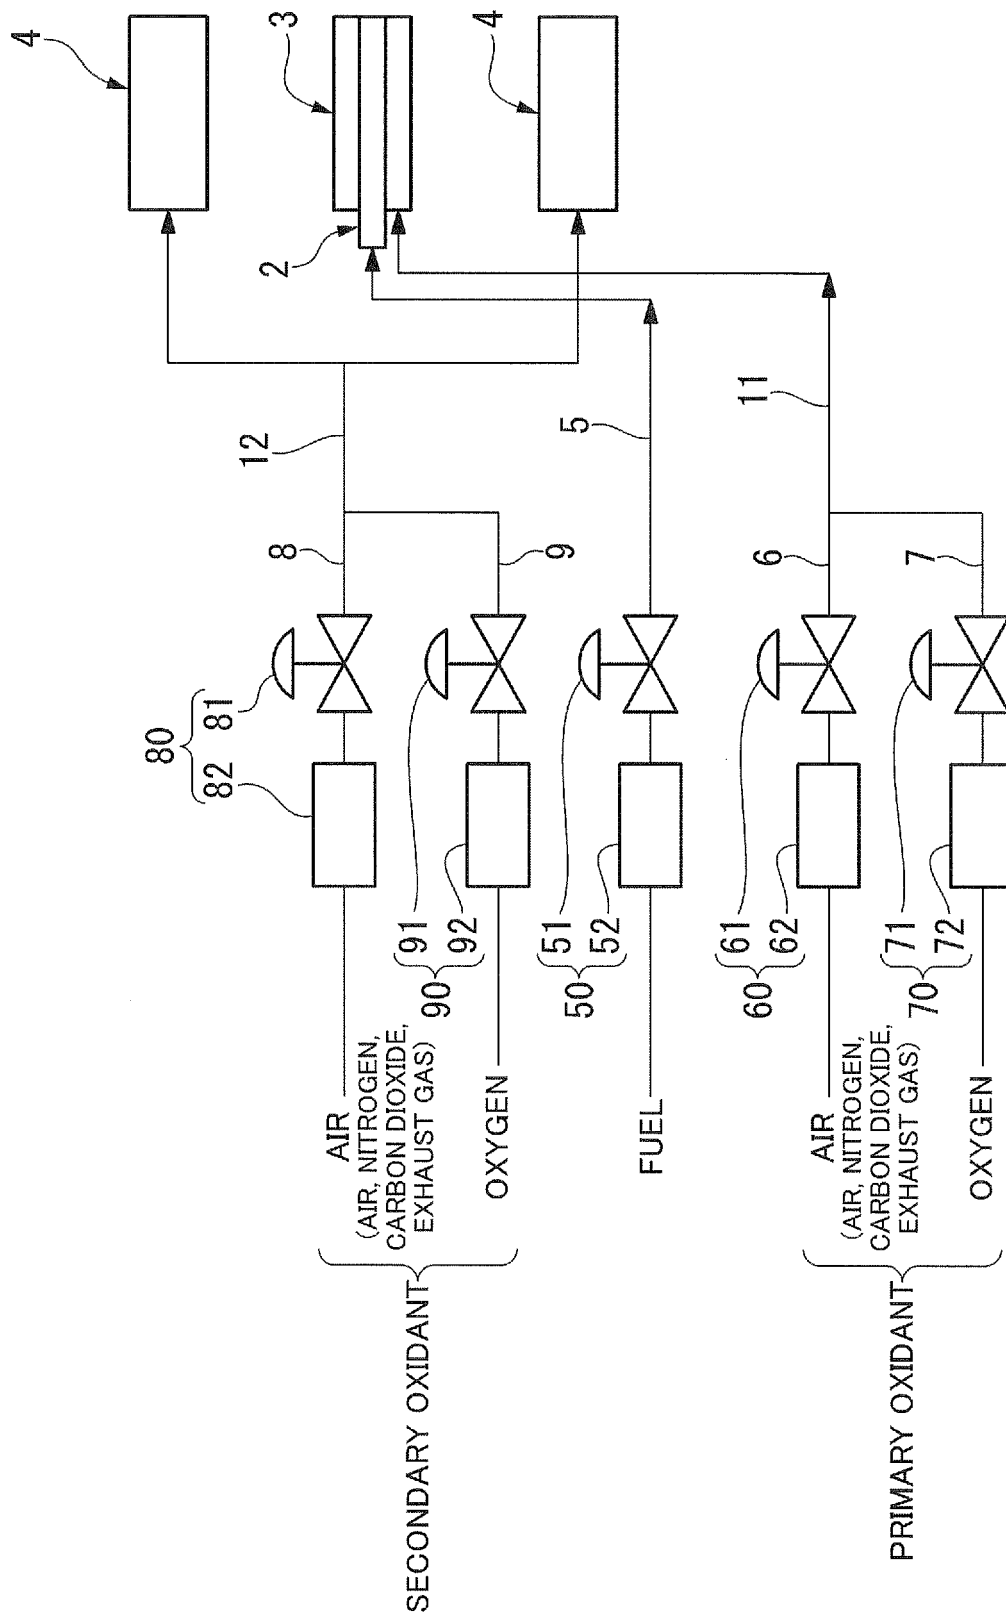 4
3
4
2
12
5
11
8
9
6
7
80
81
82
91
92
90
51
52
50
61
62
60
71
72
70
SECONDARY OXIDANT
AIR
(AIR, NITROGEN,
CARBON DIOXIDE,
EXHAUST GAS)
OXYGEN
FUEL
PRIMARY OXIDANT
AIR
(AIR, NITROGEN,
CARBON DIOXIDE,
EXHAUST GAS)
OXYGEN